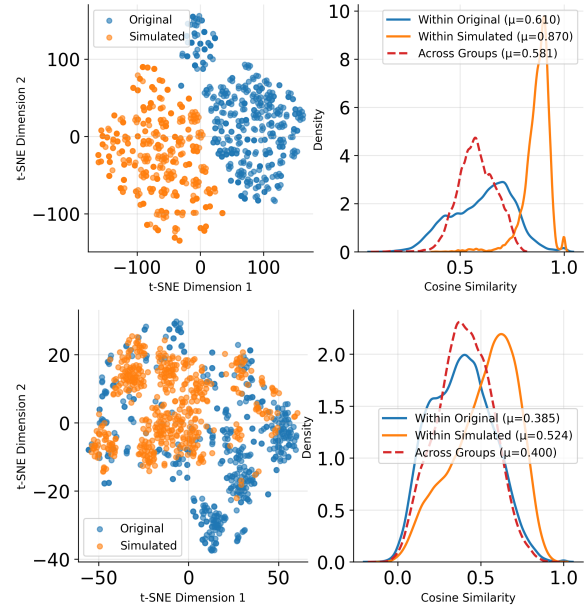 Original
Simulated
100
0
−100
t-SNE Dimension 2
−100
0
100
t-SNE Dimension 1
Within Original (μ=0.610)
Within Simulated (μ=0.870)
Across Groups (μ=0.581)
10
8
6
4
2
0
Density
0.5
1.0
Cosine Similarity
20
0
−20
−40
t-SNE Dimension 2
Original
Simulated
−50
0
50
t-SNE Dimension 1
Within Original (μ=0.385)
Within Simulated (μ=0.524)
Across Groups (μ=0.400)
2.0
1.5
1.0
0.5
0.0
Density
0.0
0.5
1.0
Cosine Similarity